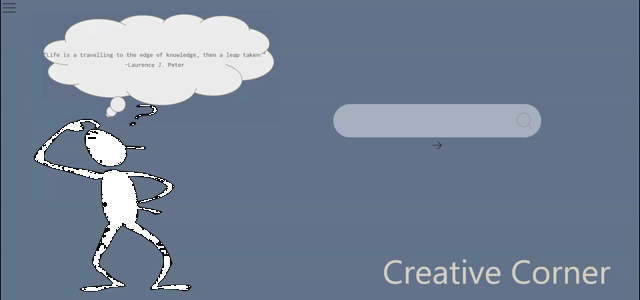 "Life is a travelling to the edge of knowledge, then a leap taken."
~Laurence J. Peter
Creative Corner